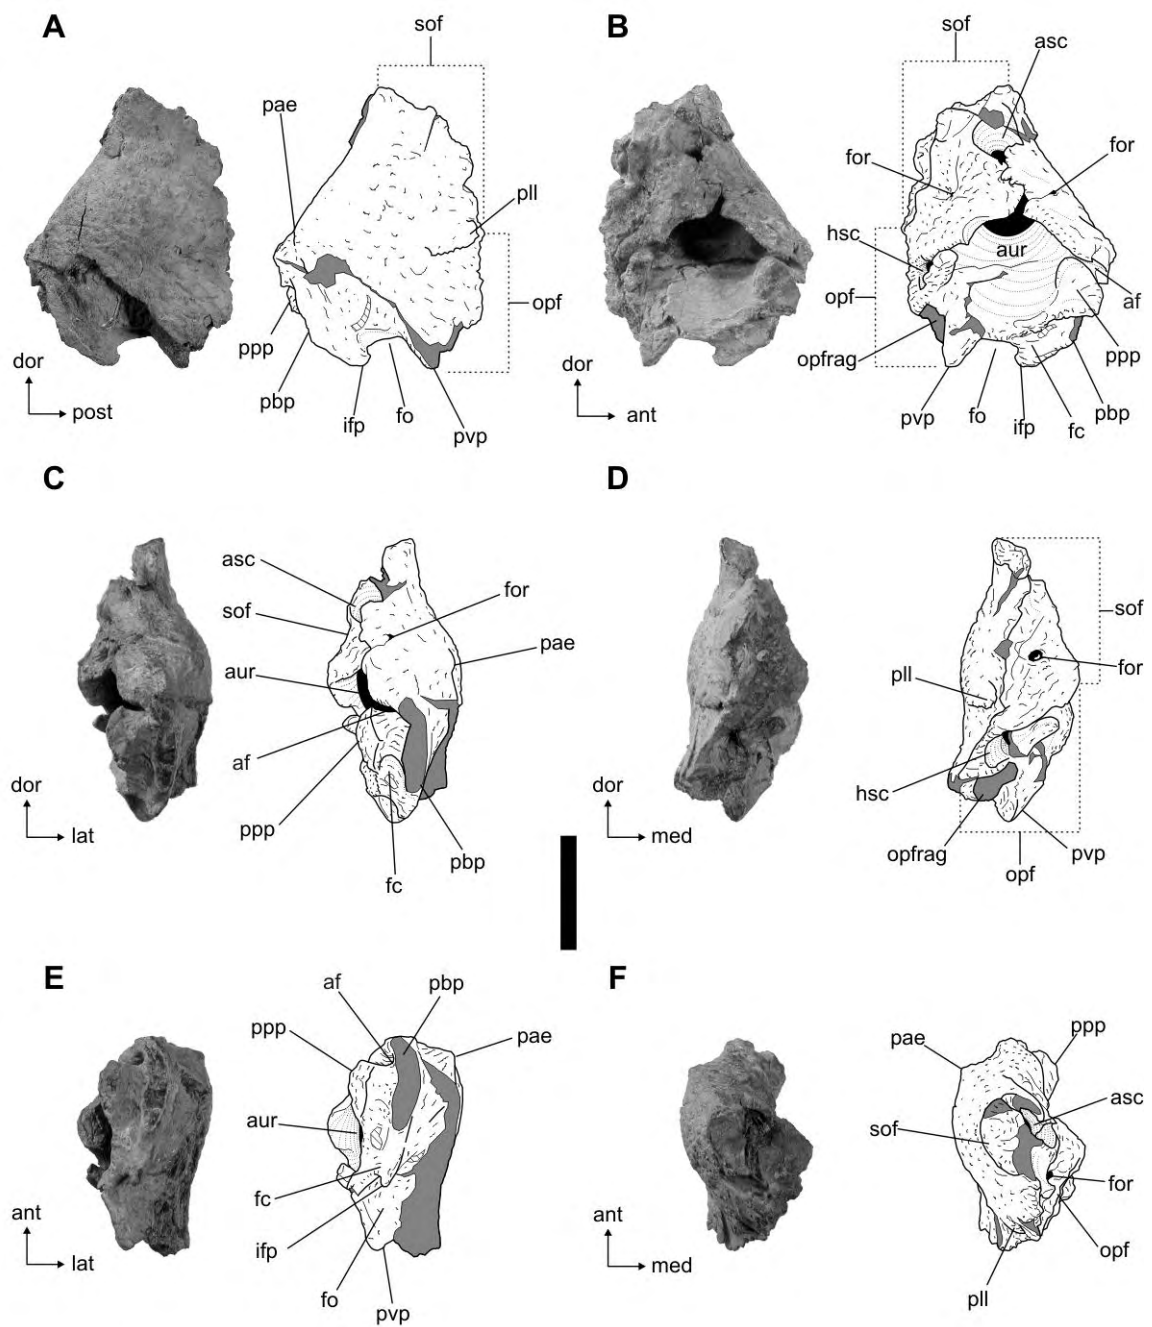 A
sof
pae
pll
opf
ppp
pbp
ifp
fo
pvp
dor
post
B
sof
asc
for
for
hsc
aur
opf
af
opfrag
ppp
pvp
fo
ifp
fc
pbp
dor
ant
C
asc
sof
for
aur
pae
af
ppp
fc
pbp
dor
lat
D
sof
for
pll
hsc
opfrag
opf
pvp
dor
med
E
af
pbp
ppp
pae
aur
fc
ifp
fo
pvp
ant
lat
F
pae
ppp
asc
sof
for
opf
pll
ant
med